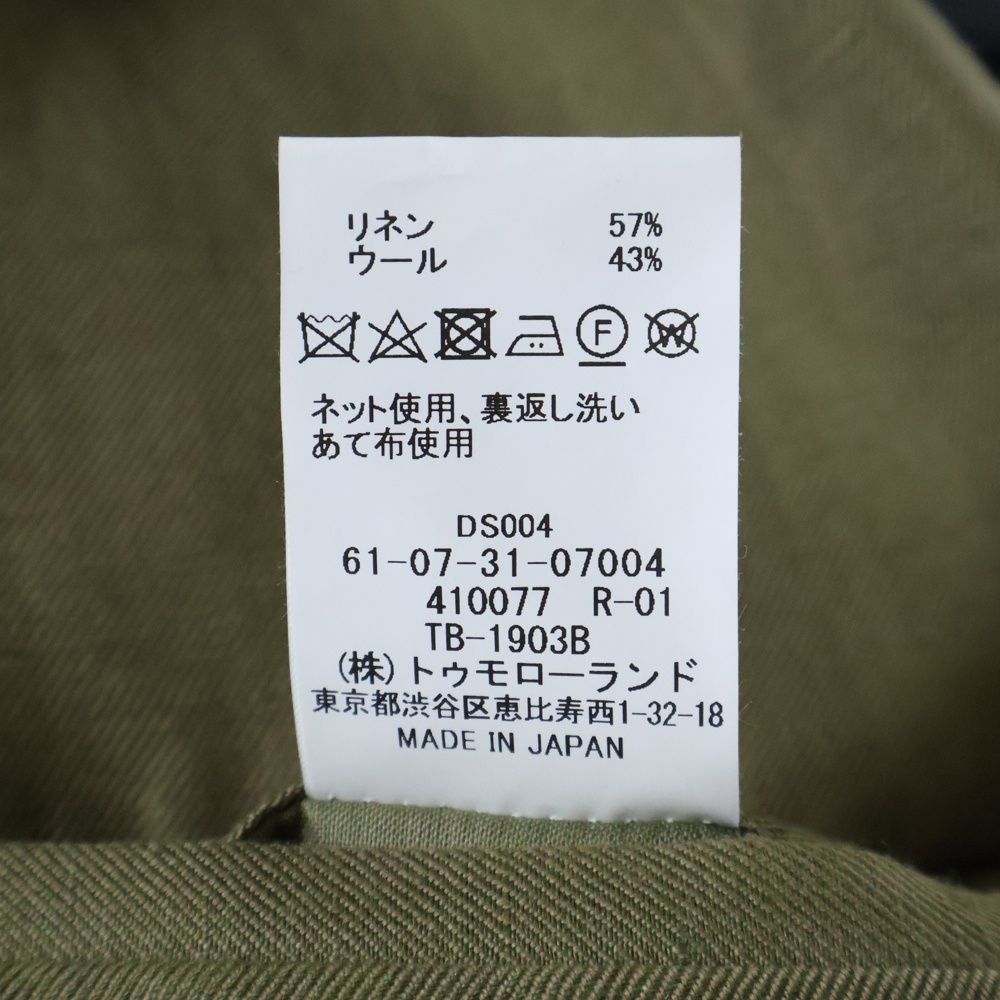 リネン 57%
ウール 43%
F W
ネット使用、裏返し洗い
あて布使用
DS004
61-07-31-07004
410077 R-01
TB-1903B
(株)トゥモローランド
東京都渋谷区恵比寿西1-32-18
MADE IN JAPAN